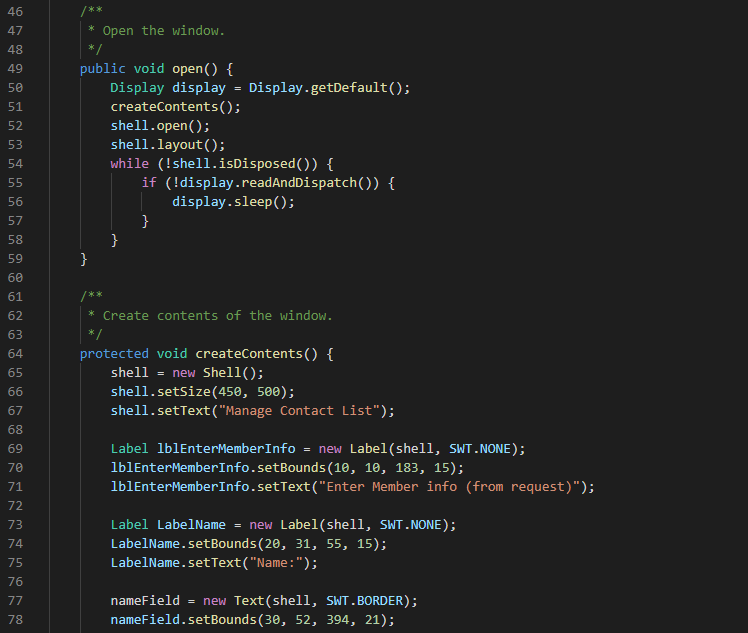 46 /**
47  * Open the window.
48  */
49 public void open() {
50     Display display = Display.getDefault();
51     createContents();
52     shell.open();
53     shell.layout();
54     while (!shell.isDisposed()) {
55         if (!display.readAndDispatch()) {
56             display.sleep();
57         }
58     }
59 }
60
61 /**
62  * Create contents of the window.
63  */
64 protected void createContents() {
65     shell = new Shell();
66     shell.setSize(450, 500);
67     shell.setText("Manage Contact List");
68
69     Label lblEnterMemberInfo = new Label(shell, SWT.NONE);
70     lblEnterMemberInfo.setBounds(10, 10, 183, 15);
71     lblEnterMemberInfo.setText("Enter Member info (from request)");
72
73     Label LabelName = new Label(shell, SWT.NONE);
74     LabelName.setBounds(20, 31, 55, 15);
75     LabelName.setText("Name:");
76
77     nameField = new Text(shell, SWT.BORDER);
78     nameField.setBounds(30, 52, 394, 21);